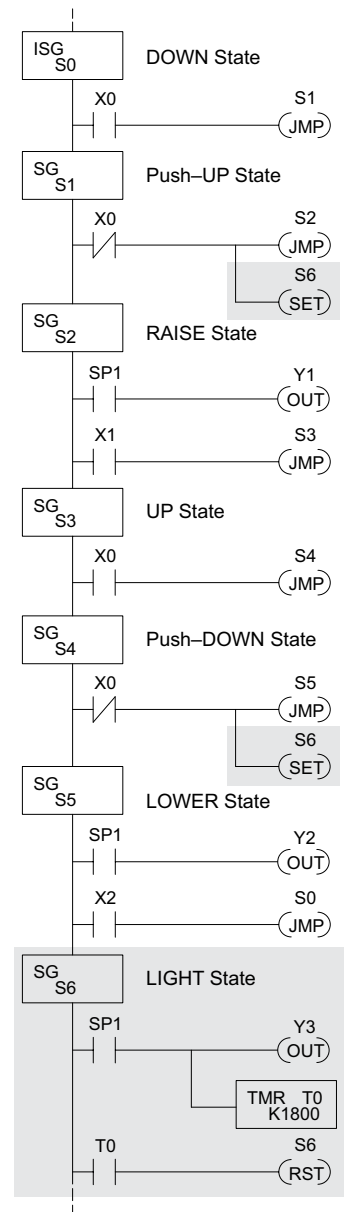 ISG
S0
DOWN State
X0
S1
JMP
SG
S1
Push–UP State
X0
S2
JMP
S6
SET
SG
S2
RAISE State
SP1
Y1
OUT
X1
S3
JMP
SG
S3
UP State
X0
S4
JMP
SG
S4
Push–DOWN State
X0
S5
JMP
S6
SET
SG
S5
LOWER State
SP1
Y2
OUT
X2
S0
JMP
SG
S6
LIGHT State
SP1
Y3
OUT
TMR T0
K1800
T0
S6
RST